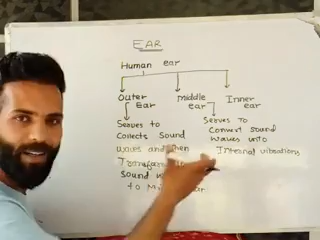 EAR
Human ear
Outer Ear
Middle ear
Inner ear
Serves to
Collects Sound
waves and then
Sound
to Mi
Serves To
Convert sound
waves into
Internal vibrations